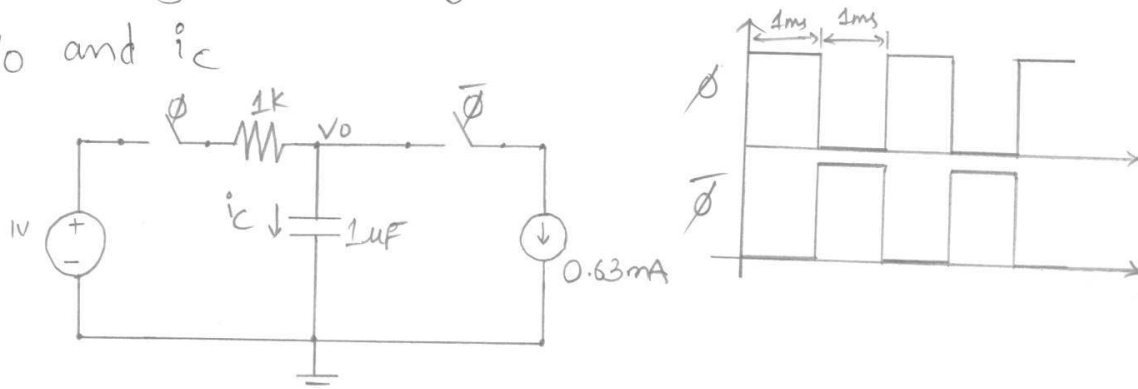 Vo and ic
1ms 1ms
ϕ
ϕ̅
ϕ 1K Vo ϕ̅
1V + − ic ↓ 1uF ↓ 0.63mA